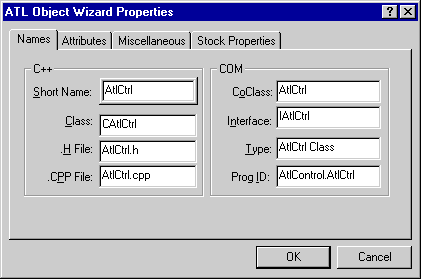 ATL Object Wizard Properties
Names Attributes Miscellaneous Stock Properties
C++
Short Name: AtlCtrl
Class: CAtlCtrl
.H File: AtlCtrl.h
.CPP File: AtlCtrl.cpp
COM
CoClass: AtlCtrl
Interface: IAtlCtrl
Type: AtlCtrl Class
Prog ID: AtlControl.AtlCtrl
OK Cancel